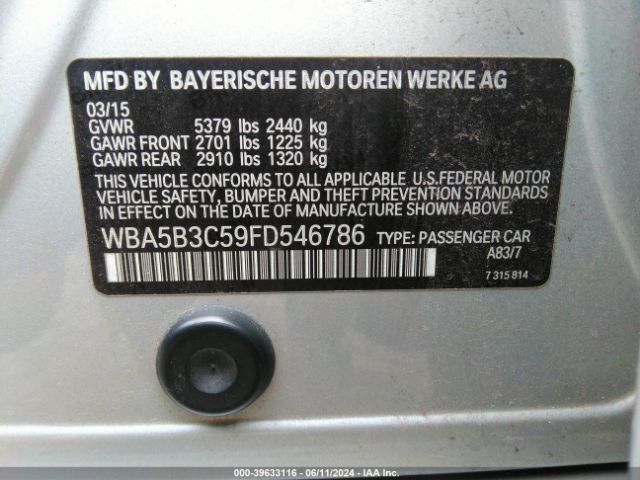 MFD BY BAYERISCHE MOTOREN WERKE AG
03/15
GVWR 5379 lbs 2440 kg
GAWR FRONT 2701 lbs 1225 kg
GAWR REAR 2910 lbs 1320 kg
THIS VEHICLE CONFORMS TO ALL APPLICABLE U.S.FEDERAL MOTOR
VEHICLE SAFETY, BUMPER AND THEFT PREVENTION STANDARDS
IN EFFECT ON THE DATE OF MANUFACTURE SHOWN ABOVE.
WBA5B3C59FD546786 TYPE: PASSENGER CAR
A83/7
7 315 814
000-39633116 - 06/11/2024 - IAA Inc.